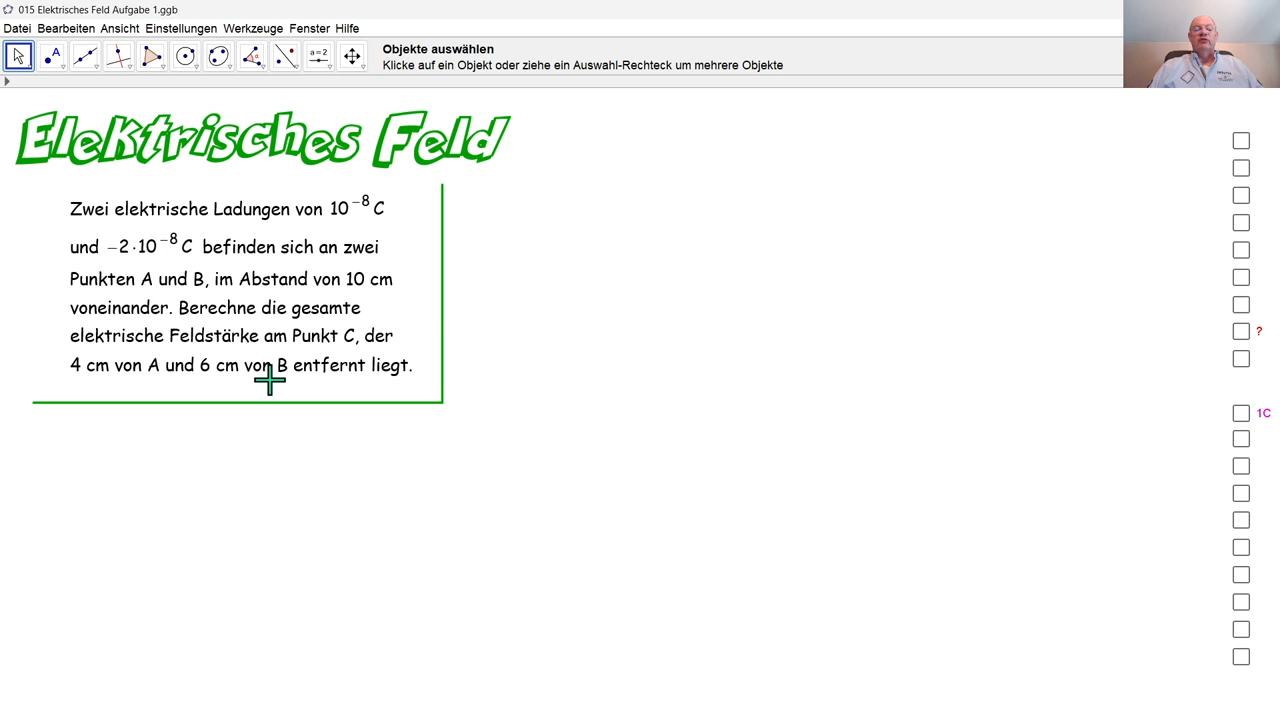 015 Elektrisches Feld Aufgabe 1.ggb
Datei Bearbeiten Ansicht Einstellungen Werkzeuge Fenster Hilfe
A
a=2
Objekte auswählen
Klicke auf ein Objekt oder ziehe ein Auswahl-Rechteck um mehrere Objekte
Elektrisches Feld
Zwei elektrische Ladungen von 10⁻⁸ C
und −2·10⁻⁸ C befinden sich an zwei
Punkten A und B, im Abstand von 10 cm
voneinander. Berechne die gesamte
elektrische Feldstärke am Punkt C, der
4 cm von A und 6 cm von B entfernt liegt.
?
1C